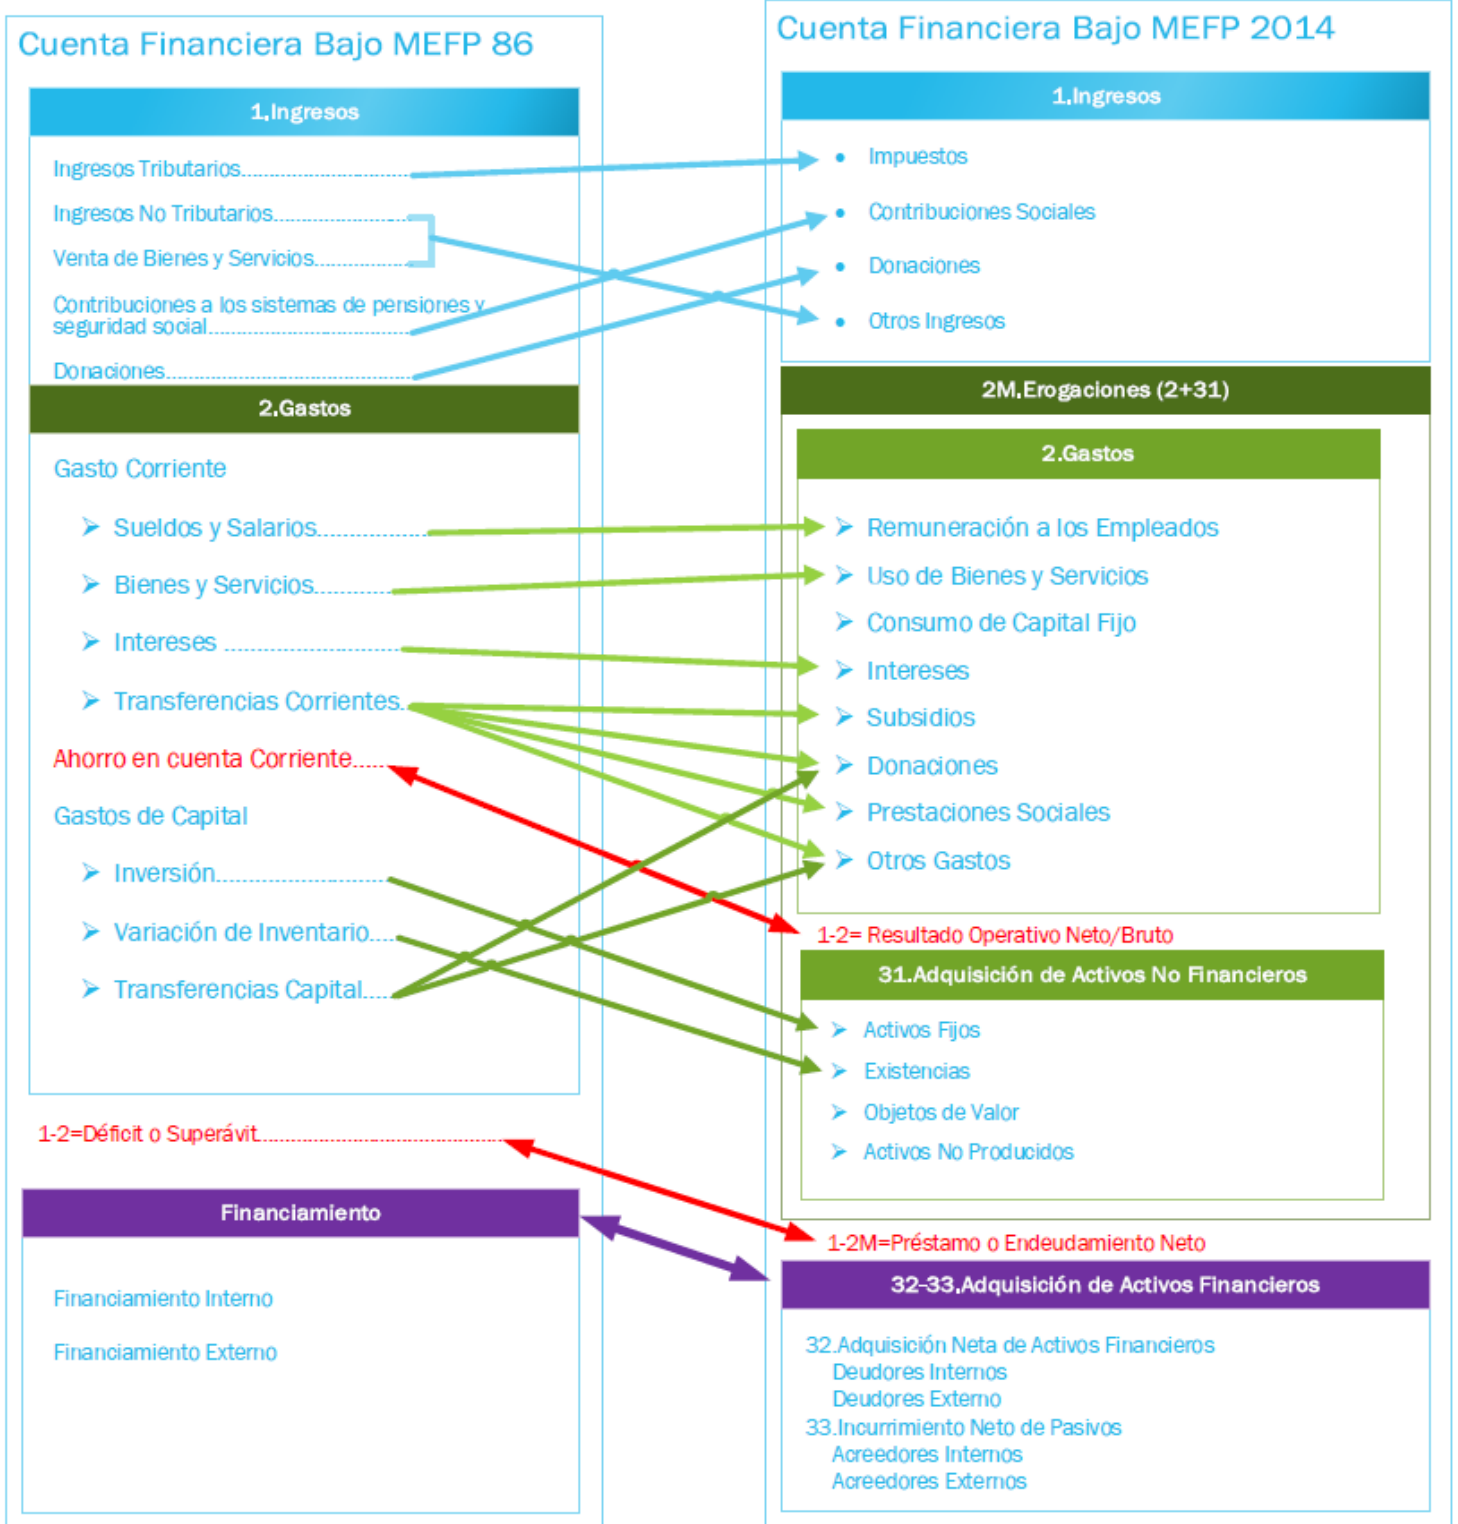 Cuenta Financiera Bajo MEFP 86
1.Ingresos
Ingresos Tributarios
Ingresos No Tributarios
Venta de Bienes y Servicios
Contribuciones a los sistemas de pensiones y
seguridad social
Donaciones
2.Gastos
Gasto Corriente
Sueldos y Salarios
Bienes y Servicios
Intereses
Transferencias Corrientes
Ahorro en cuenta Corriente
Gastos de Capital
Inversión
Variación de Inventario
Transferencias Capital
1-2=Déficit o Superávit
Financiamiento
Financiamiento Interno
Financiamiento Externo
Cuenta Financiera Bajo MEFP 2014
1.Ingresos
Impuestos
Contribuciones Sociales
Donaciones
Otros Ingresos
2M.Erogaciones (2+31)
2.Gastos
Remuneración a los Empleados
Uso de Bienes y Servicios
Consumo de Capital Fijo
Intereses
Subsidios
Donaciones
Prestaciones Sociales
Otros Gastos
1-2= Resultado Operativo Neto/Bruto
31.Adquisición de Activos No Financieros
Activos Fijos
Existencias
Objetos de Valor
Activos No Producidos
1-2M=Préstamo o Endeudamiento Neto
32-33.Adquisición de Activos Financieros
32.Adquisición Neta de Activos Financieros
Deudores Internos
Deudores Externo
33.Incurrimiento Neto de Pasivos
Acreedores Internos
Acreedores Externos